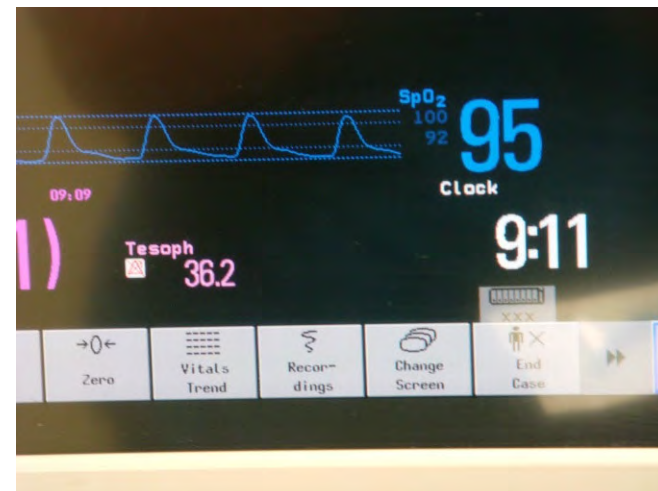 SpO2
100
92
95
Clock
09:09
9:11
)
Tesoph
36.2
xxx
Zero
Vitals
Trend
Recor-
dings
Change
Screen
End
Case